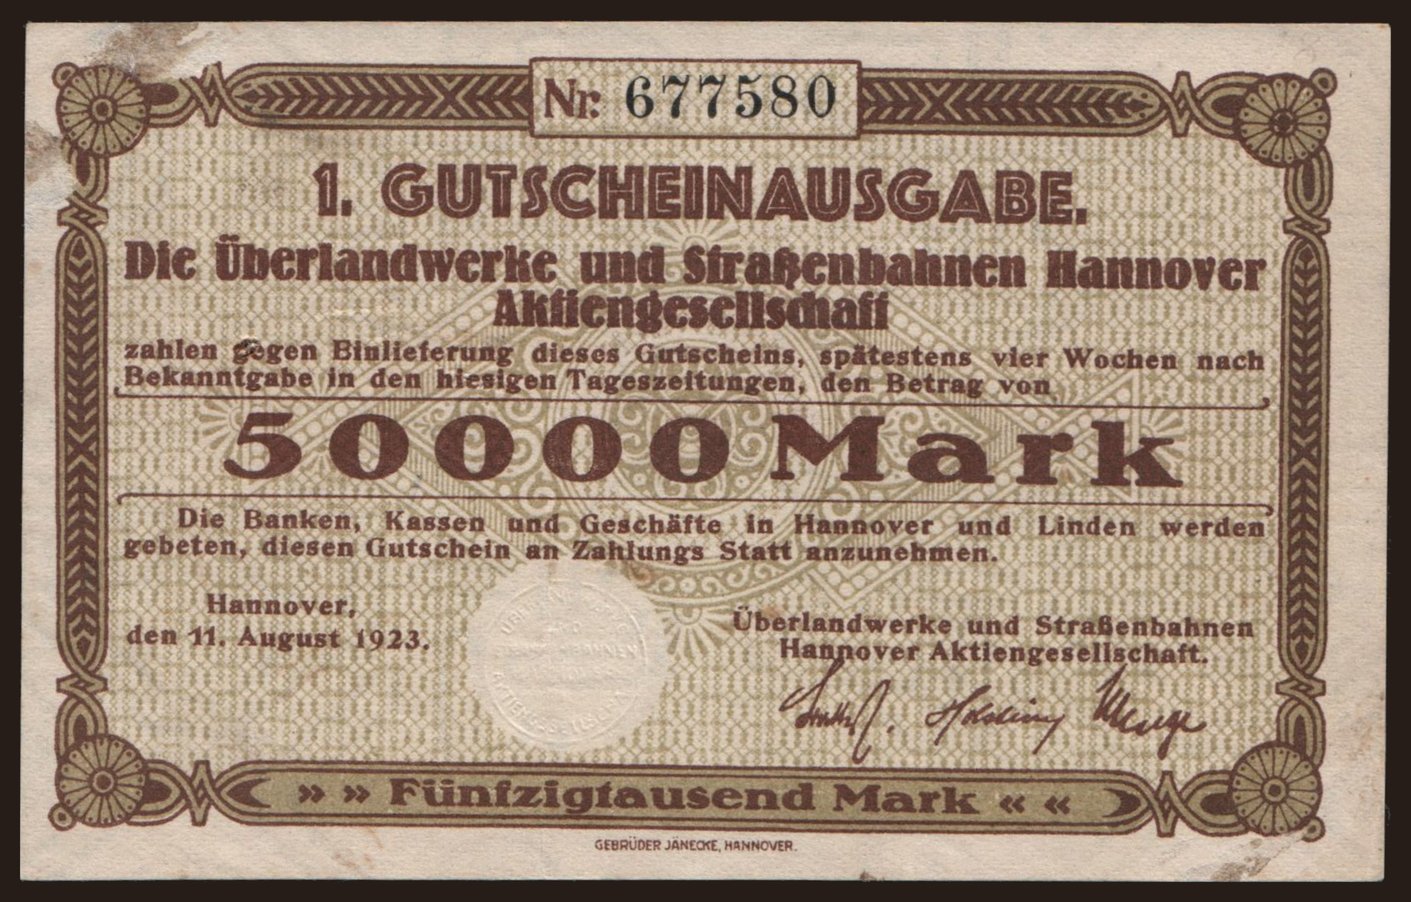 Nr. 677580
1. GUTSCHEINAUSGABE.
Die Überlandwerke und Straßenbahnen Hannover
Aktiengesellschaft
zahlen gegen Einlieferung dieses Gutscheins, spätestens vier Wochen nach
Bekanntgabe in den hiesigen Tageszeitungen, den Betrag von
50000 Mark
Die Banken, Kassen und Geschäfte in Hannover und Linden werden
gebeten, diesen Gutschein an Zahlungs Statt anzunehmen.
Hannover,
den 11. August 1923.
Überlandwerke und Straßenbahnen
Hannover Aktiengesellschaft.
» » Fünfzigtausend Mark « «
GEBRÜDER JÄNECKE, HANNOVER.